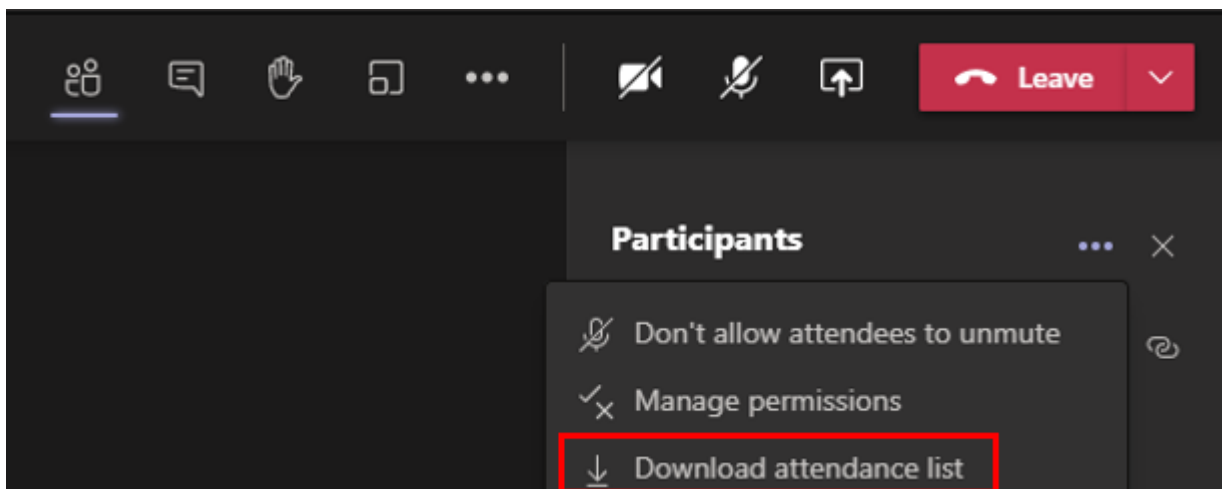 Leave
Participants
Don't allow attendees to unmute
Manage permissions
Download attendance list